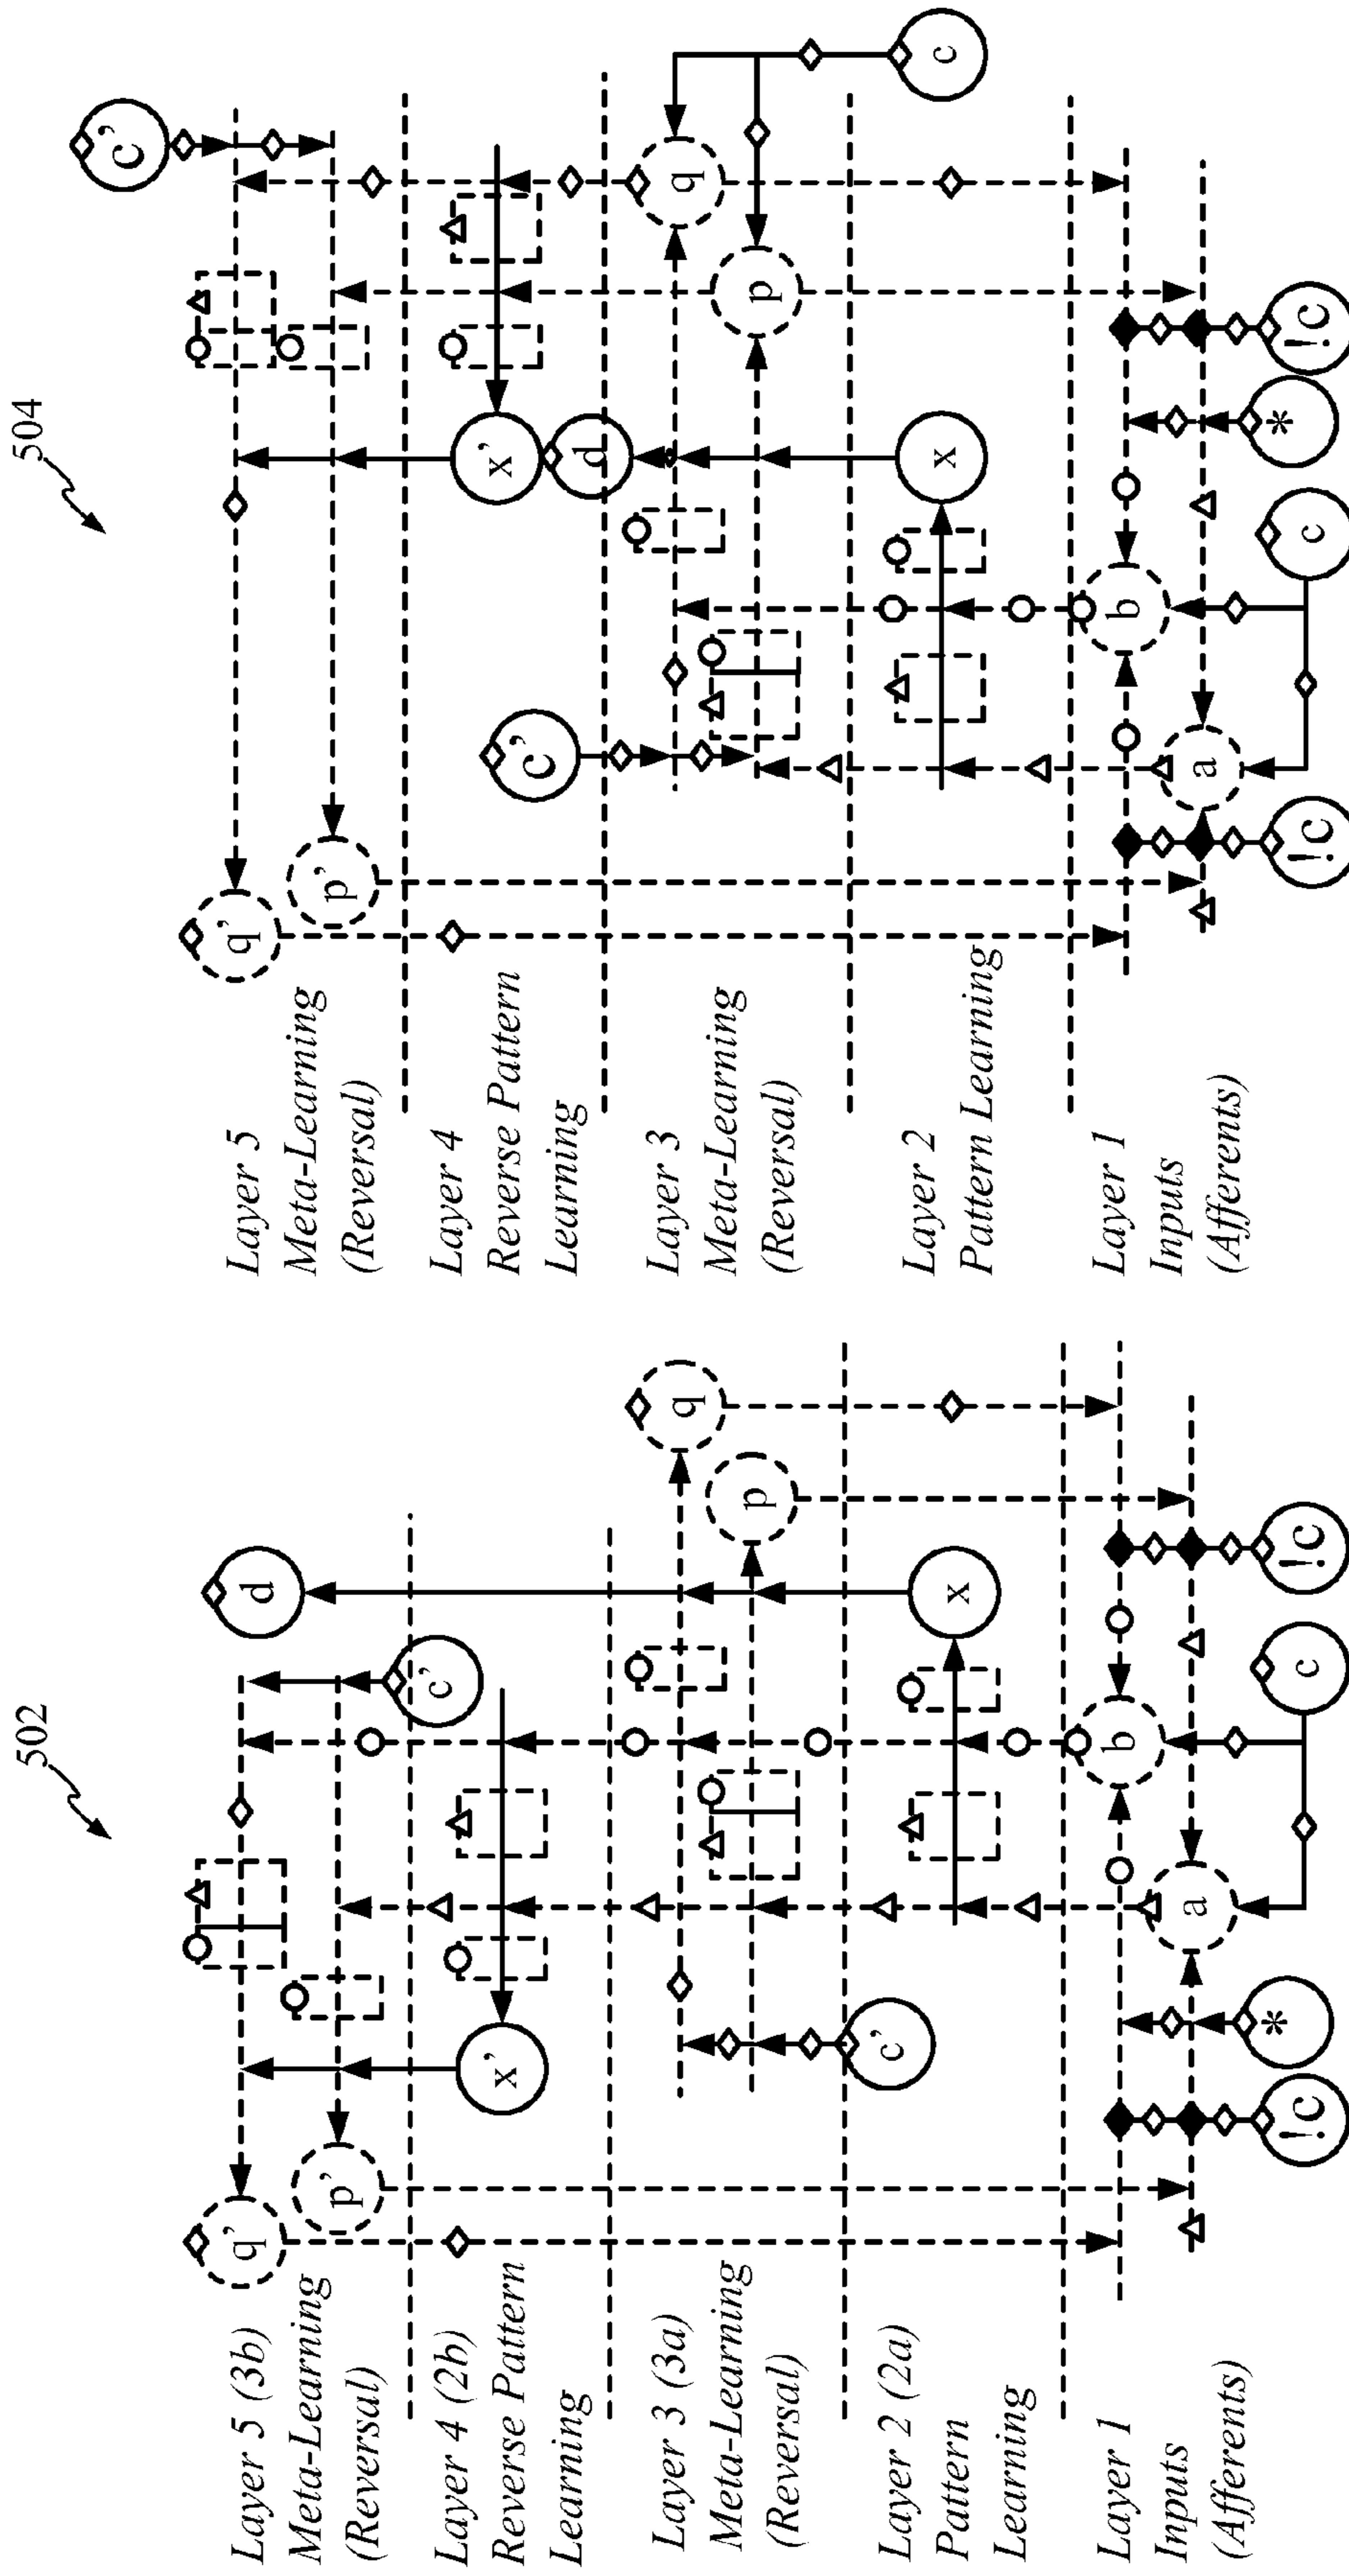 502
Layer 5 (3b)
Meta-Learning
(Reversal)
q'
p'
d
Layer 4 (2b)
Reverse Pattern
Learning
x'
c'
Layer 3 (3a)
Meta-Learning
(Reversal)
q
p
Layer 2 (2a)
Pattern
Learning
c'
x
Layer 1
Inputs
(Afferents)
b
a
!c
*
c
!c
504
Layer 5
Meta-Learning
(Reversal)
q'
p'
c'
Layer 4
Reverse Pattern
Learning
c'
x'
d
Layer 3
Meta-Learning
(Reversal)
q
p
Layer 2
Pattern Learning
x
c
Layer 1
Inputs
(Afferents)
b
a
!c
c
*
!c